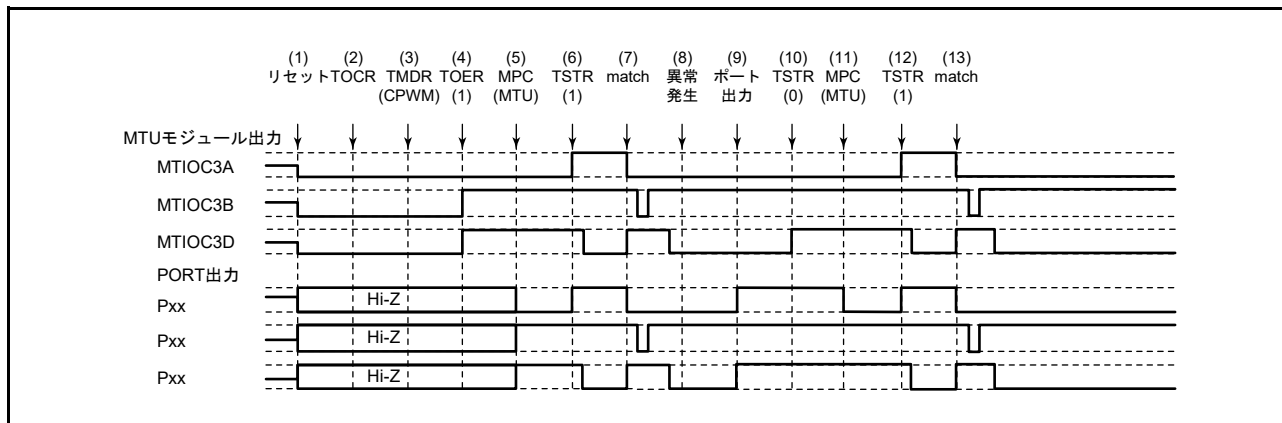 (1) (2) (3) (4) (5) (6) (7) (8) (9) (10) (11) (12) (13)
リセット TOCR TMDR TOER MPC TSTR match 異常 ポート TSTR MPC TSTR match
(CPWM) (1) (MTU) (1) 発生 出力 (0) (MTU) (1)
MTUモジュール出力
MTIOC3A
MTIOC3B
MTIOC3D
PORT出力
Pxx Hi-Z
Pxx Hi-Z
Pxx Hi-Z